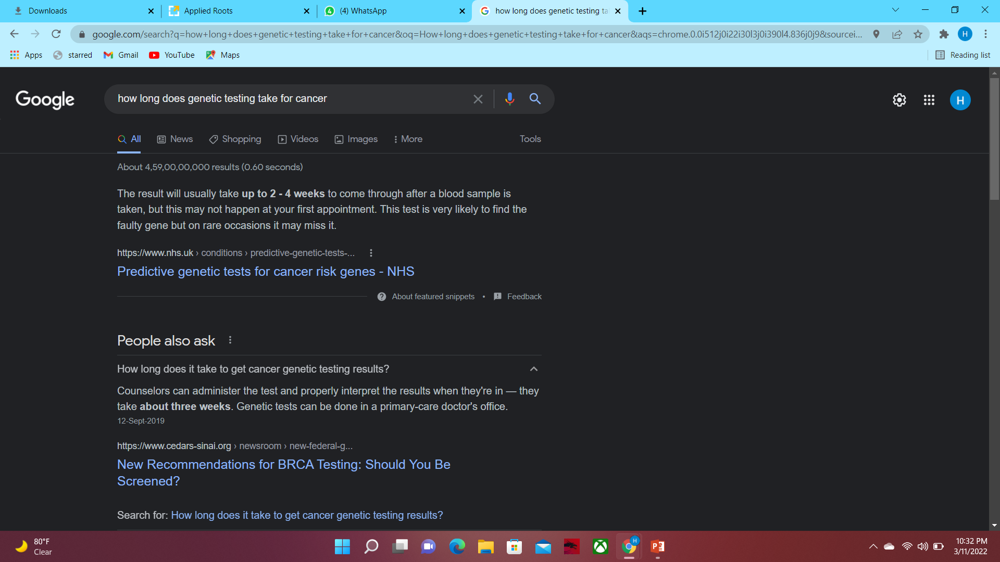 Downloads
Applied Roots
(4) WhatsApp
how long does genetic testing ta
google.com/search?q=how+long+does+genetic+testing+take+for+cancer&oq=How+long+does+genetic+testing+take+for+cancer&aqs=chrome.0.0i512j0i22i30l3j0i390l4.836j0j9&sourcei...
H
Apps
starred
Gmail
YouTube
Maps
Reading list
Google
how long does genetic testing take for cancer
H
All
News
Shopping
Videos
Images
More
Tools
About 4,59,00,00,000 results (0.60 seconds)
The result will usually take up to 2 - 4 weeks to come through after a blood sample is
taken, but this may not happen at your first appointment. This test is very likely to find the
faulty gene but on rare occasions it may miss it.
https://www.nhs.uk › conditions › predictive-genetic-tests-...
Predictive genetic tests for cancer risk genes - NHS
About featured snippets • Feedback
People also ask
How long does it take to get cancer genetic testing results?
Counselors can administer the test and properly interpret the results when they're in — they
take about three weeks. Genetic tests can be done in a primary-care doctor's office.
12-Sept-2019
https://www.cedars-sinai.org › newsroom › new-federal-g...
New Recommendations for BRCA Testing: Should You Be
Screened?
Search for: How long does it take to get cancer genetic testing results?
80°F
Clear
10:32 PM
3/11/2022